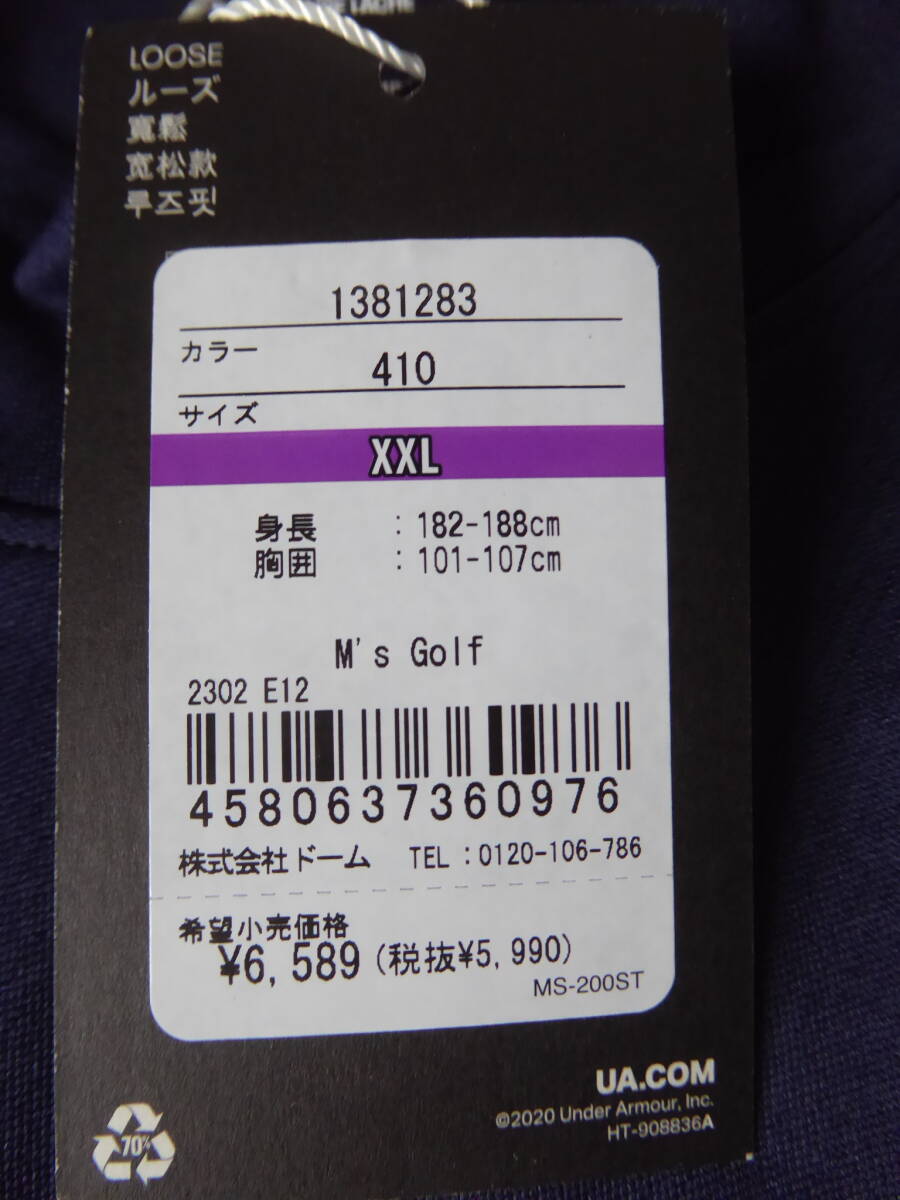 LOOSE
ルーズ
寬鬆
宽松款
루즈핏
1381283
カラー
410
サイズ
XXL
身長 : 182-188cm
胸囲 : 101-107cm
M's Golf
2302 E12
4580637360976
株式会社ドーム TEL:0120-106-786
希望小売価格
¥6,589(税抜¥5,990)
MS-200ST
UA.COM
©2020 Under Armour, Inc.
HT-908836A
70%